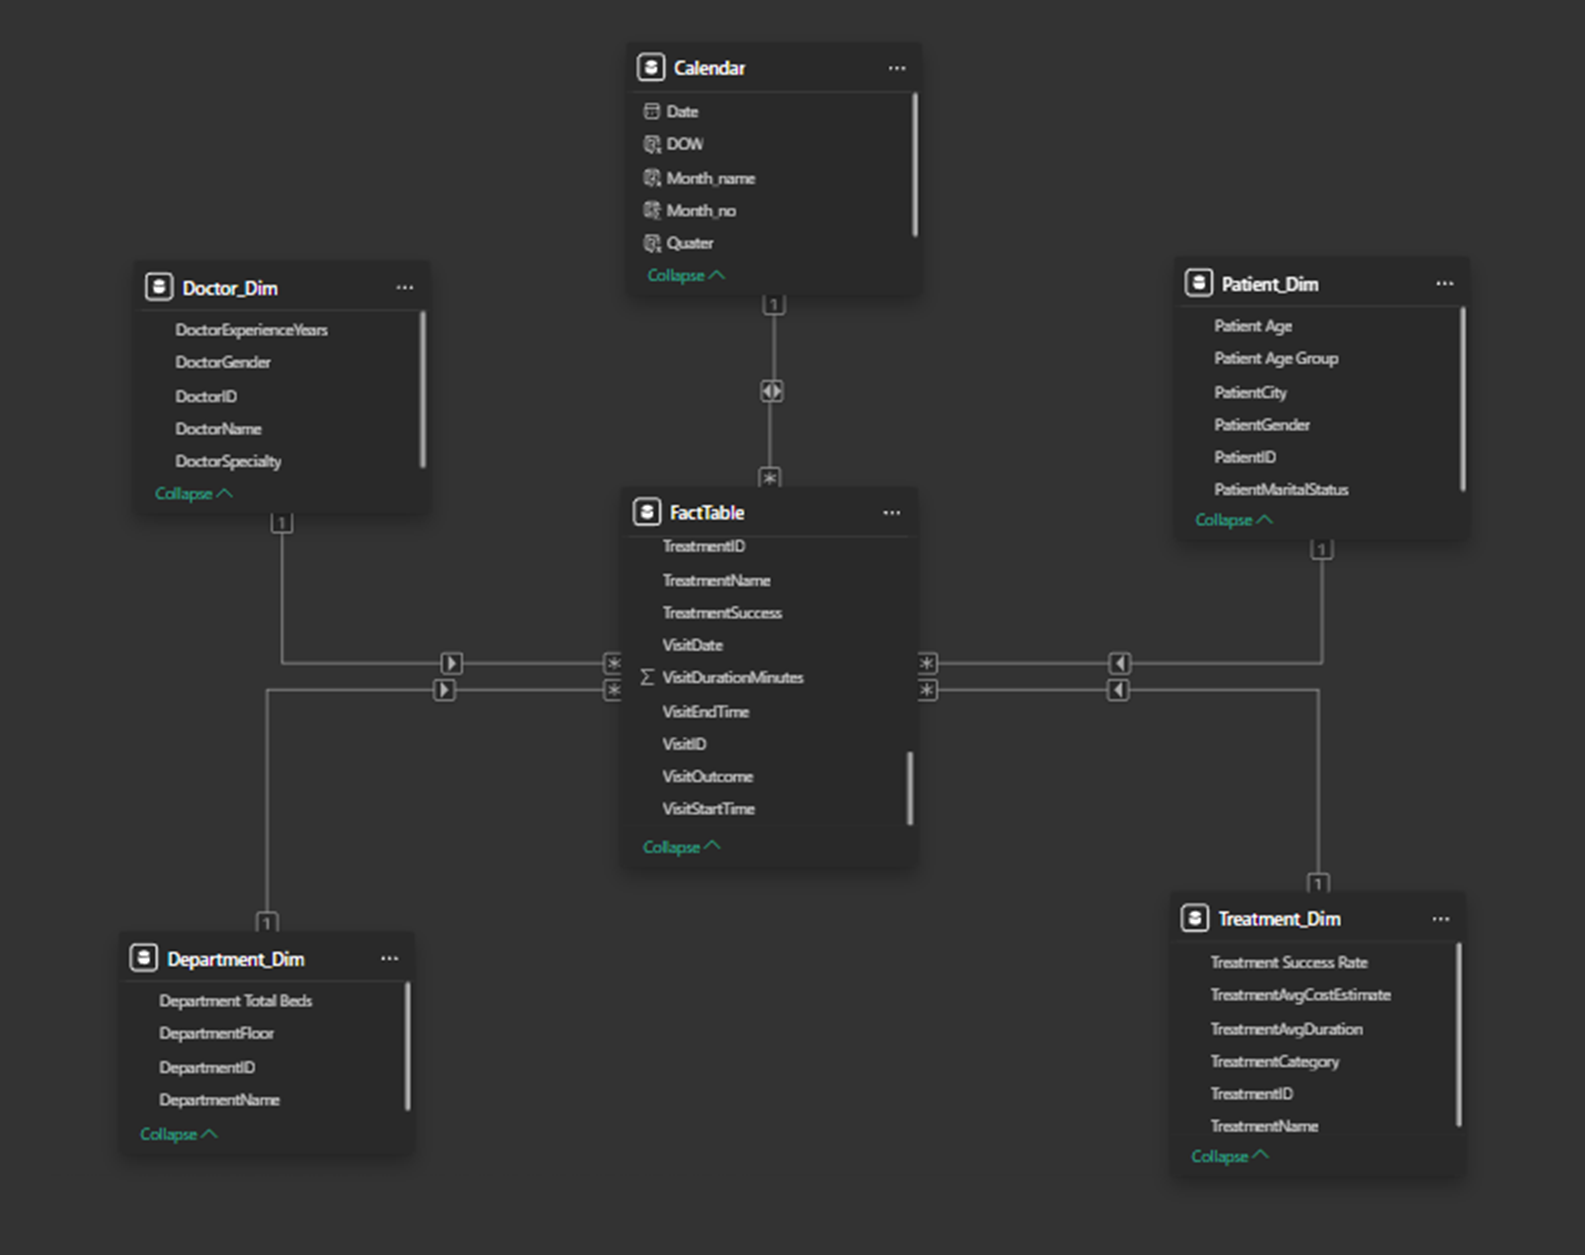 Calendar
Date
DOW
Month_name
Month_no
Quater
Collapse
1
*
Doctor_Dim
DoctorExperienceYears
DoctorGender
DoctorID
DoctorName
DoctorSpecialty
Collapse
1
*
Patient_Dim
Patient Age
Patient Age Group
PatientCity
PatientGender
PatientID
PatientMaritalStatus
Collapse
1
*
FactTable
TreatmentID
TreatmentName
TreatmentSuccess
VisitDate
Σ VisitDurationMinutes
VisitEndTime
VisitID
VisitOutcome
VisitStartTime
Collapse
*
*
1
Department_Dim
Department Total Beds
DepartmentFloor
DepartmentID
DepartmentName
Collapse
1
Treatment_Dim
Treatment Success Rate
TreatmentAvgCostEstimate
TreatmentAvgDuration
TreatmentCategory
TreatmentID
TreatmentName
Collapse